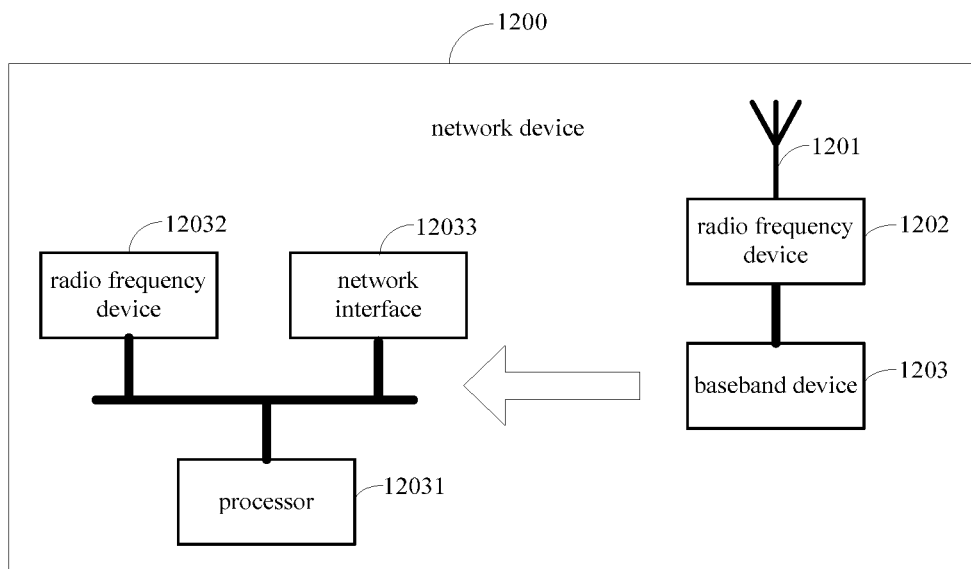 1200
network device
1201
radio frequency
device
1202
12032
12033
radio frequency
device
network
interface
baseband device
1203
processor
12031